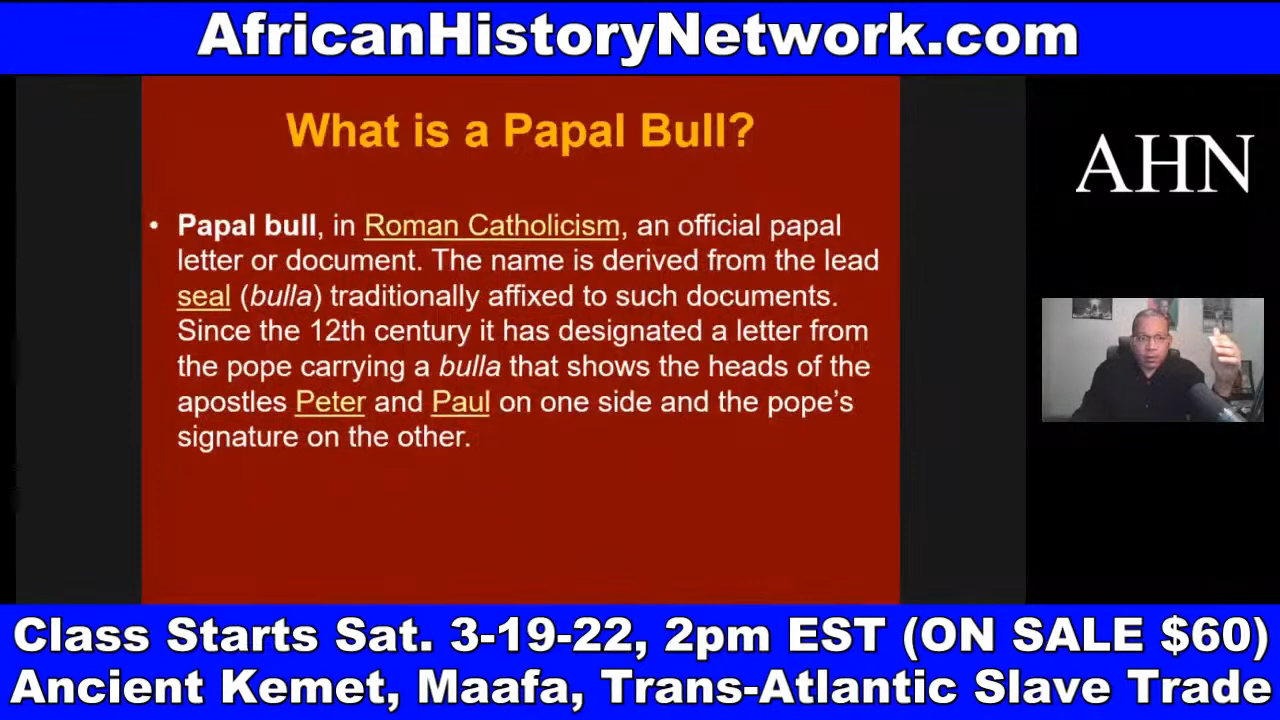 AfricanHistoryNetwork.com
What is a Papal Bull?
• Papal bull, in Roman Catholicism, an official papal
letter or document. The name is derived from the lead
seal (bulla) traditionally affixed to such documents.
Since the 12th century it has designated a letter from
the pope carrying a bulla that shows the heads of the
apostles Peter and Paul on one side and the pope’s
signature on the other.
AHN
Class Starts Sat. 3-19-22, 2pm EST (ON SALE $60)
Ancient Kemet, Maafa, Trans-Atlantic Slave Trade